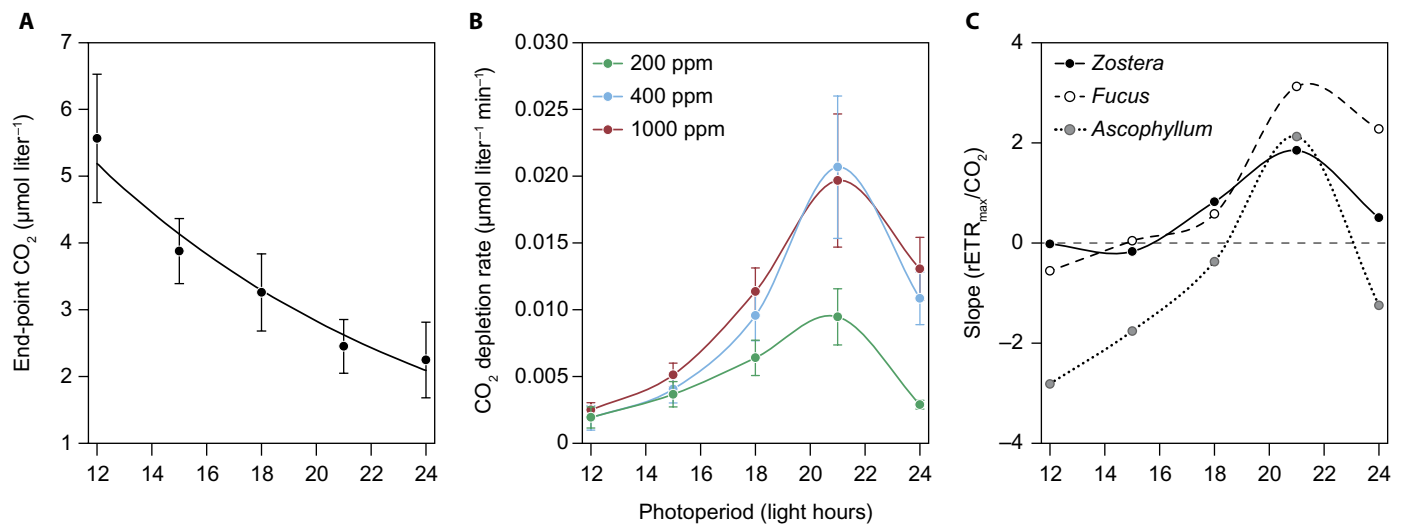 A
End-point CO₂ (µmol liter⁻¹)
7
6
5
4
3
2
1
12 14 16 18 20 22 24
B
CO₂ depletion rate (µmol liter⁻¹ min⁻¹)
0.030
0.025
0.020
0.015
0.010
0.005
0
200 ppm
400 ppm
1000 ppm
12 14 16 18 20 22 24
Photoperiod (light hours)
C
Slope (rETRmax/CO₂)
4
2
0
–2
–4
Zostera
Fucus
Ascophyllum
12 14 16 18 20 22 24